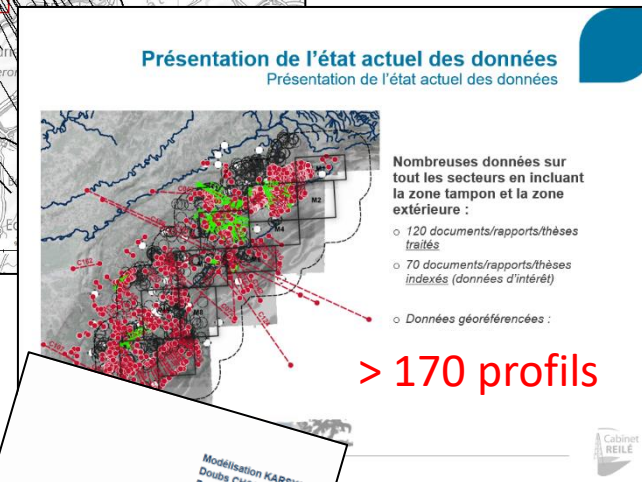 Présentation de l'état actuel des données
Présentation de l'état actuel des données
Nombreuses données sur
tout les secteurs en incluant
la zone tampon et la zone
extérieure :
o 120 documents/rapports/thèses
traités
o 70 documents/rapports/thèses
indexés (données d'intérêt)
o Données géoréférencées :
> 170 profils
M2
M4
Cabinet
REILÉ
Modélisation
Doubs